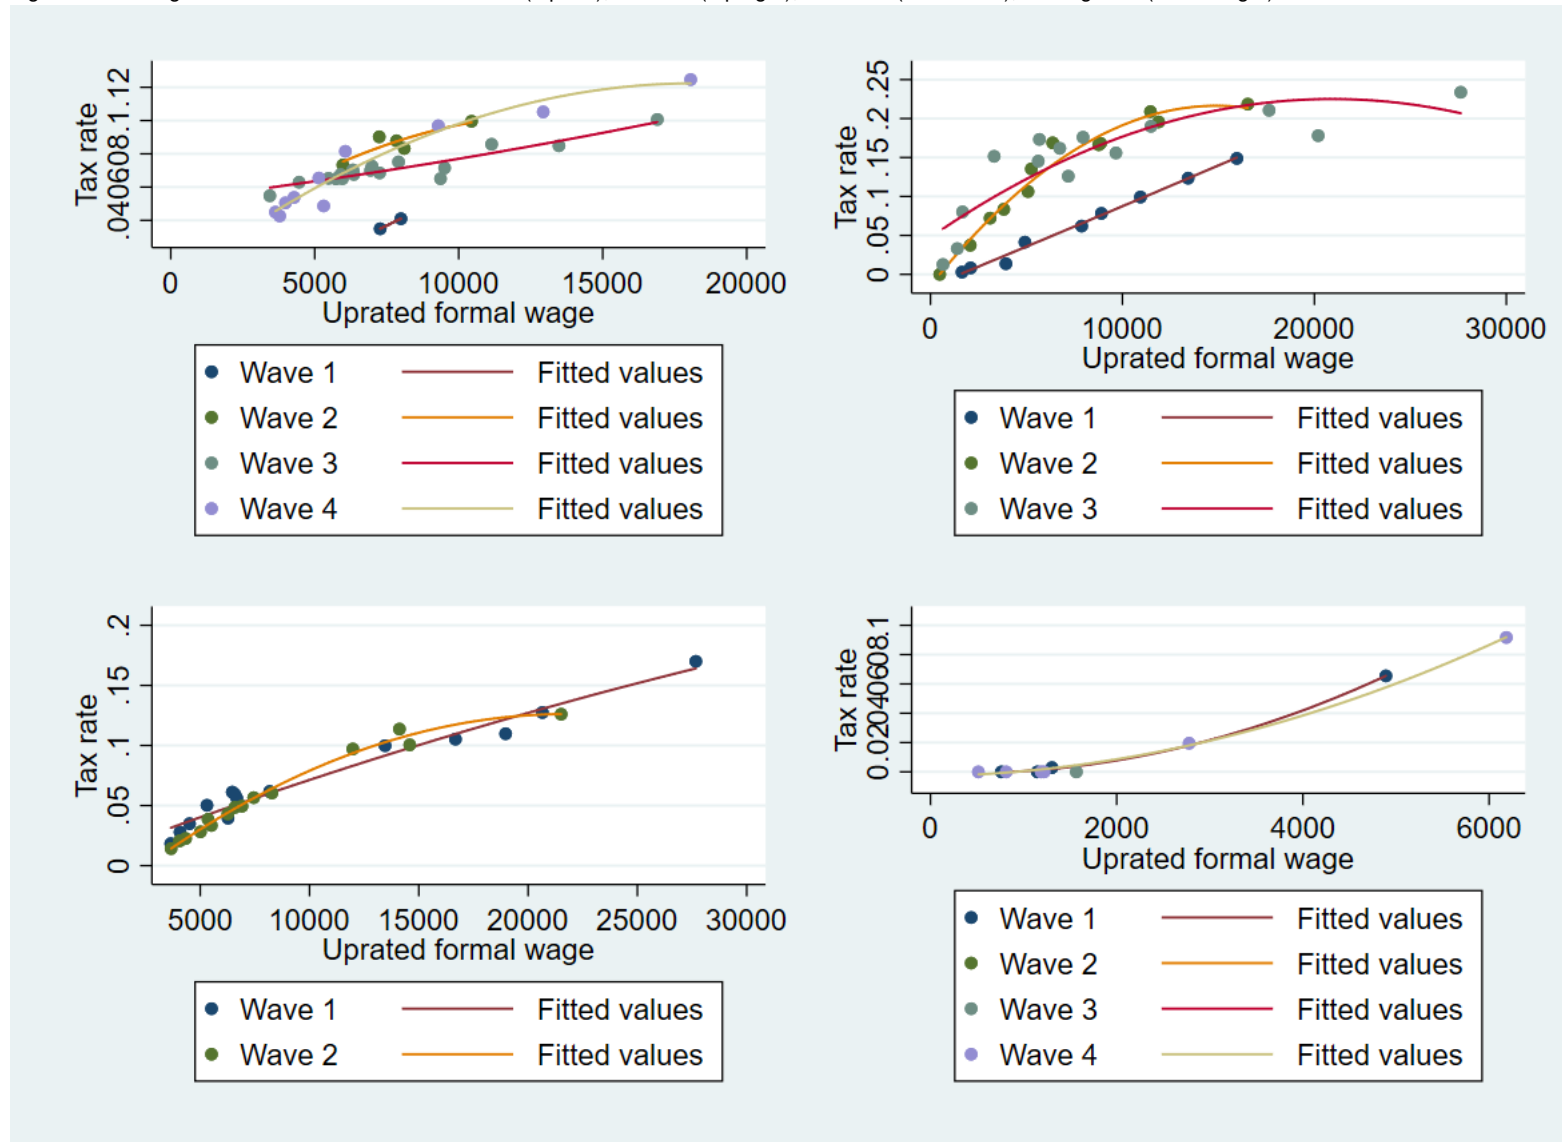 Tax rate
.04.06.08.1.12
0 5000 10000 15000 20000
Uprated formal wage
Wave 1 Fitted values
Wave 2 Fitted values
Wave 3 Fitted values
Wave 4 Fitted values
Tax rate
0 .05 .1 .15 .2 .25
0 10000 20000 30000
Uprated formal wage
Wave 1 Fitted values
Wave 2 Fitted values
Wave 3 Fitted values
Tax rate
0 .05 .1 .15 .2
5000 10000 15000 20000 25000 30000
Uprated formal wage
Wave 1 Fitted values
Wave 2 Fitted values
Tax rate
0.02.04.06.08.1
0 2000 4000 6000
Uprated formal wage
Wave 1 Fitted values
Wave 2 Fitted values
Wave 3 Fitted values
Wave 4 Fitted values